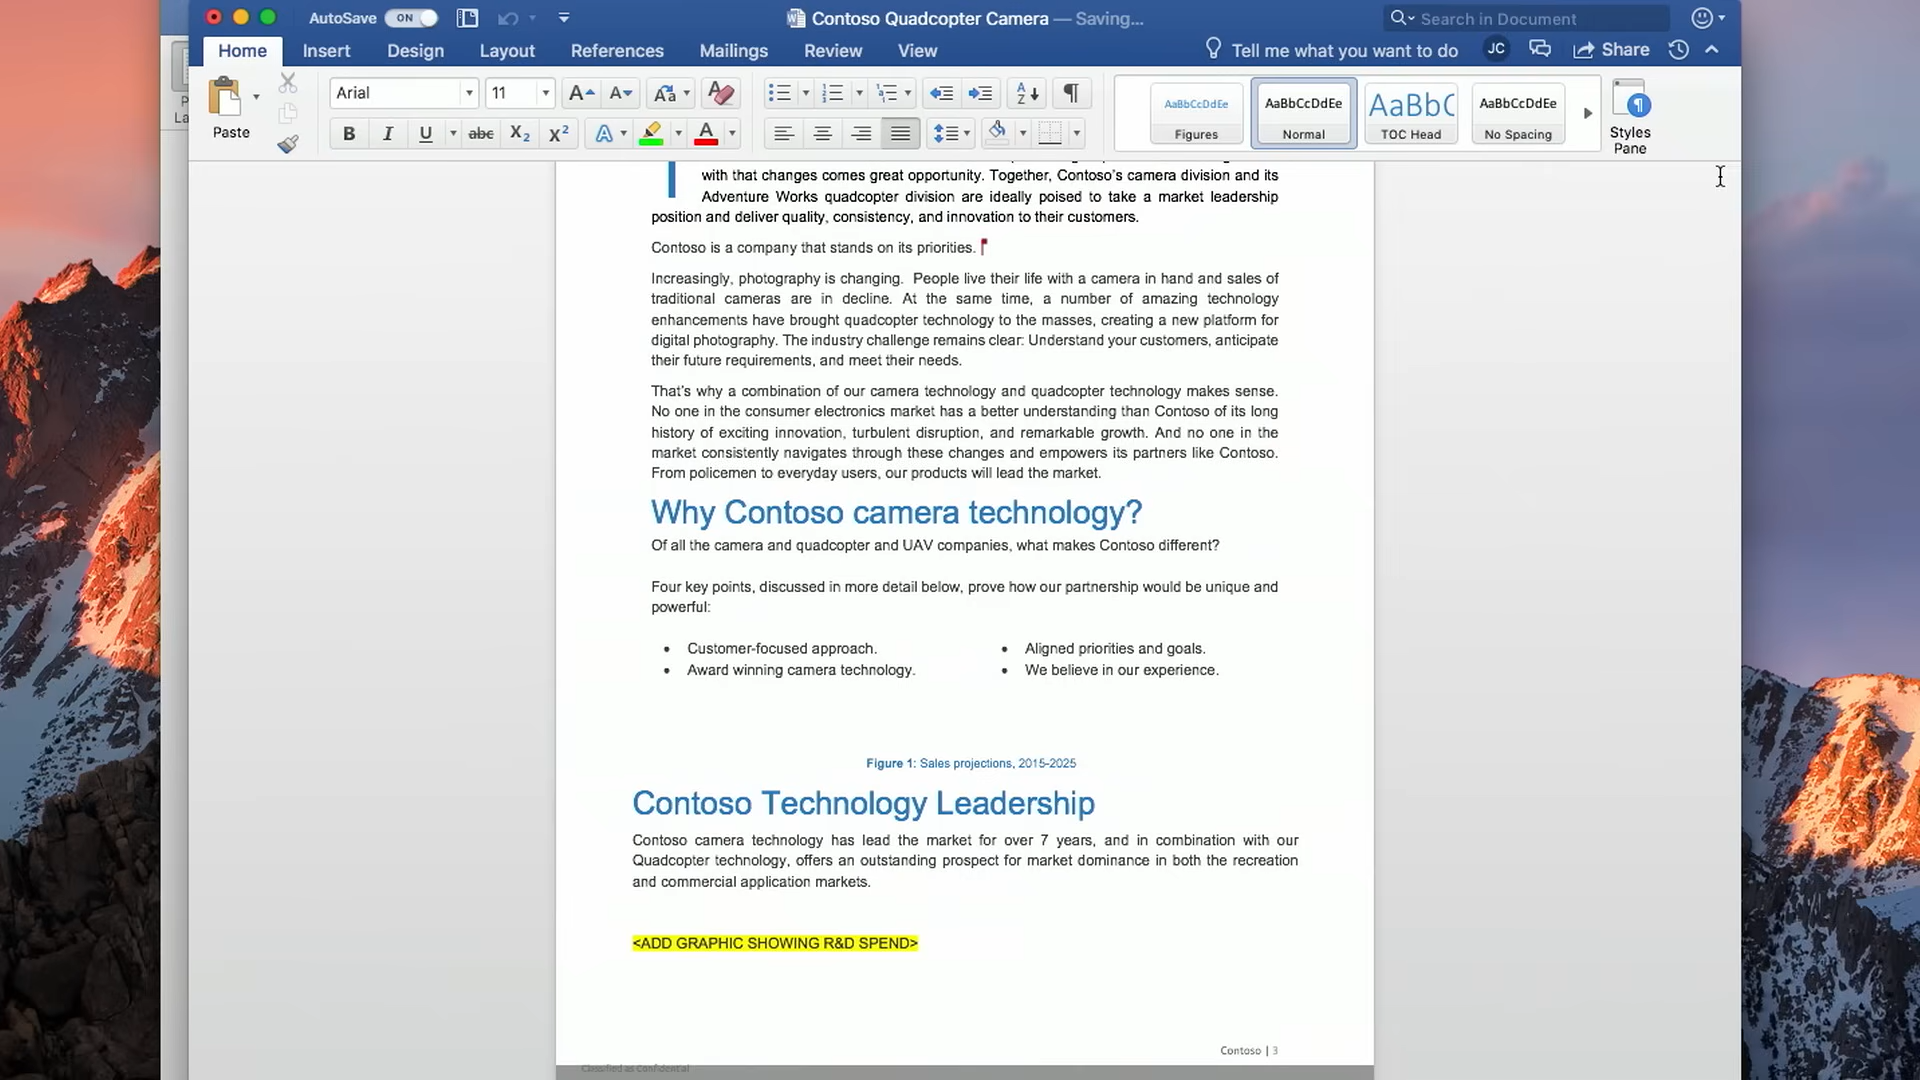 AutoSave ON
Contoso Quadcopter Camera — Saving...
Search in Document
Home Insert Design Layout References Mailings Review View
Tell me what you want to do
JC
Share
Paste
Arial 11
AaBbCcDdEe AaBbCcDdEe AaBbC AaBbCcDdEe
Figures Normal TOC Head No Spacing
Styles
Pane
B I U abc X2 X2 A A
with that changes comes great opportunity. Together, Contoso's camera division and its
Adventure Works quadcopter division are ideally poised to take a market leadership
position and deliver quality, consistency, and innovation to their customers.
Contoso is a company that stands on its priorities.
Increasingly, photography is changing. People live their life with a camera in hand and sales of
traditional cameras are in decline. At the same time, a number of amazing technology
enhancements have brought quadcopter technology to the masses, creating a new platform for
digital photography. The industry challenge remains clear: Understand your customers, anticipate
their future requirements, and meet their needs.
That's why a combination of our camera technology and quadcopter technology makes sense.
No one in the consumer electronics market has a better understanding than Contoso of its long
history of exciting innovation, turbulent disruption, and remarkable growth. And no one in the
market consistently navigates through these changes and empowers its partners like Contoso.
From policemen to everyday users, our products will lead the market.
Why Contoso camera technology?
Of all the camera and quadcopter and UAV companies, what makes Contoso different?
Four key points, discussed in more detail below, prove how our partnership would be unique and
powerful:
• Customer-focused approach.
• Award winning camera technology.
• Aligned priorities and goals.
• We believe in our experience.
Figure 1: Sales projections, 2015-2025
Contoso Technology Leadership
Contoso camera technology has lead the market for over 7 years, and in combination with our
Quadcopter technology, offers an outstanding prospect for market dominance in both the recreation
and commercial application markets.
<ADD GRAPHIC SHOWING R&D SPEND>
Contoso | 3
Classified as Confidential